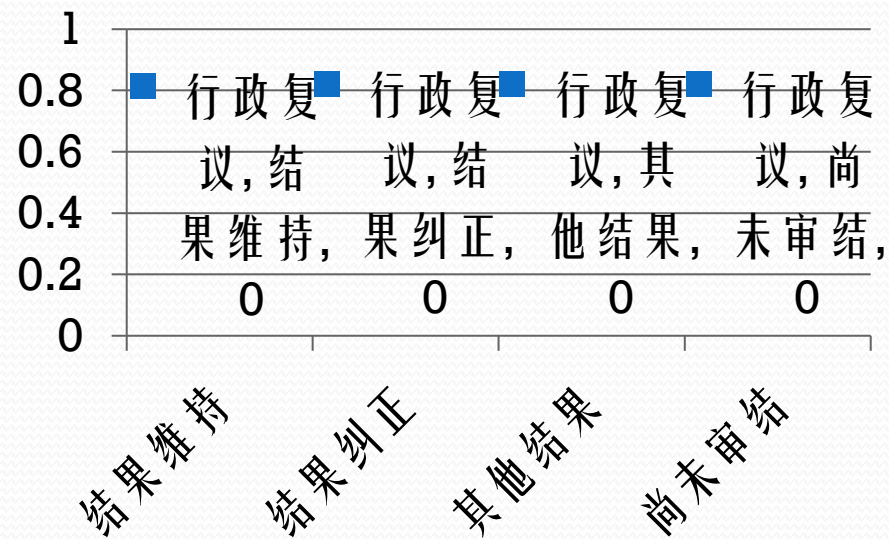 1
0.8
0.6
0.4
0.2
0
行政复议,结果维持,
0
行政复议,结果纠正,
0
行政复议,其他结果,
0
行政复议,尚未审结,
0
结果维持
结果纠正
其他结果
尚未审结